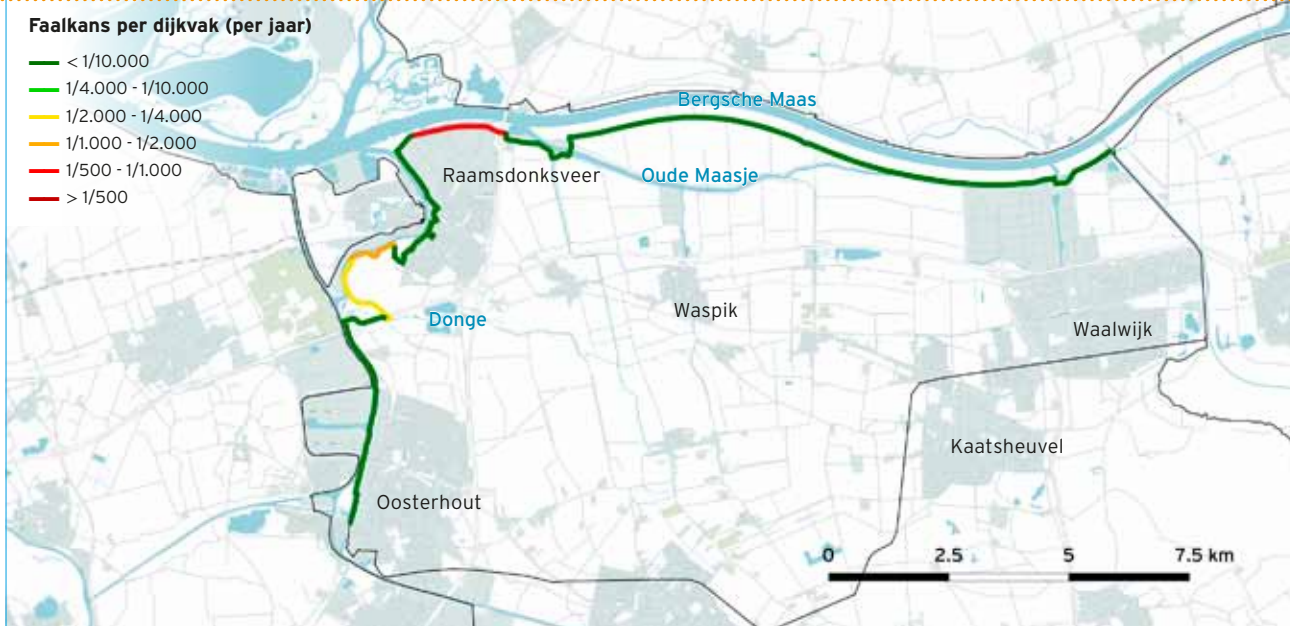 Faalkans per dijkvak (per jaar)
< 1/10.000
1/4.000 - 1/10.000
1/2.000 - 1/4.000
1/1.000 - 1/2.000
1/500 - 1/1.000
> 1/500
Bergsche Maas
Raamsdonksveer
Oude Maasje
Donge
Waspik
Waalwijk
Kaatsheuvel
Oosterhout
0 2.5 5 7.5 km